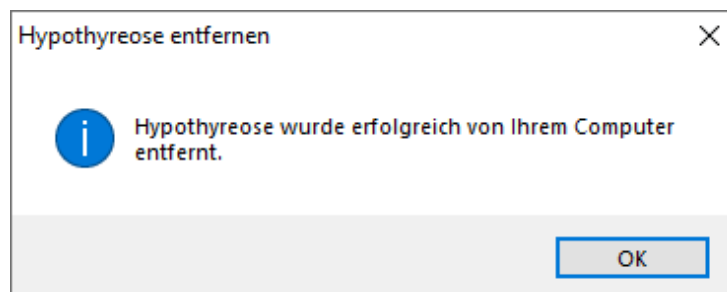 Hypothyreose entfernen
Hypothyreose wurde erfolgreich von Ihrem Computer
entfernt.
OK